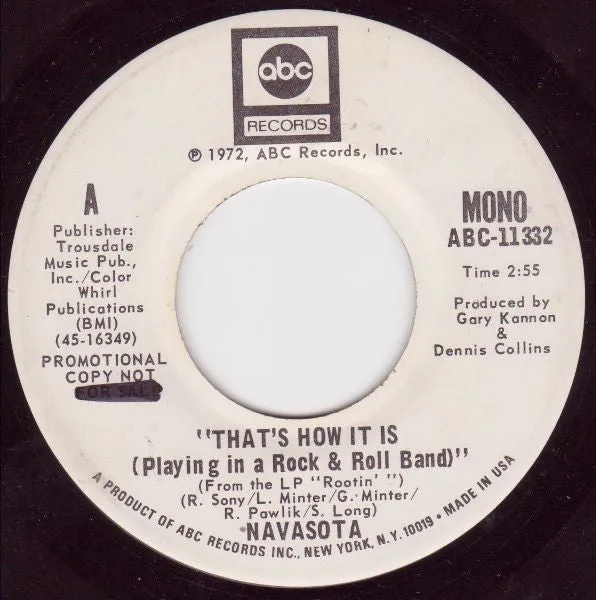 abc
RECORDS
℗ 1972, ABC Records, Inc.
A
Publisher:
Trousdale
Music Pub.,
Inc./Color
Whirl
Publications
(BMI)
(45-16349)
PROMOTIONAL
COPY NOT
FOR SALE
MONO
ABC-11332
Time 2:55
Produced by
Gary Kannon
&
Dennis Collins
"THAT'S HOW IT IS
(Playing in a Rock & Roll Band)"
(From the LP "Rootin' ")
(R. Sony/L. Minter/G. Minter/
R. Pawlik/S. Long)
NAVASOTA
A PRODUCT OF ABC RECORDS INC., NEW YORK, N.Y. 10019 • MADE IN USA